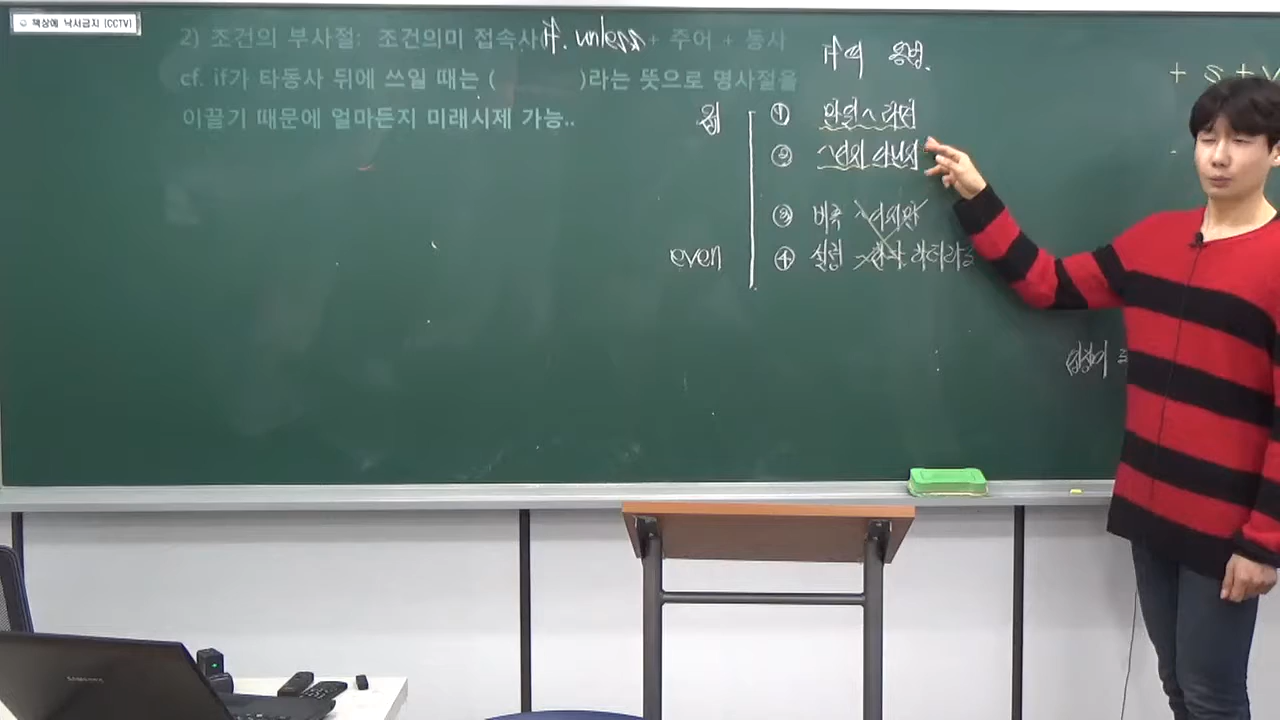 책상에 낙서금지 (CCTV)
2) 조건의 부사절: 조건의미 접속사(if. unless + 주어 + 동사
cf. if가 타동사 뒤에 쓰일 때는 ( )라는 뜻으로 명사절을
이끌기 때문에 얼마든지 미래시제 가능..
if의 용법.
+ s + v
① 만일 ~라면
② ~인지 아닌지
③ 비록 ~이지만
④ 설령 ~한다 하더라도
even
SAMSUNG